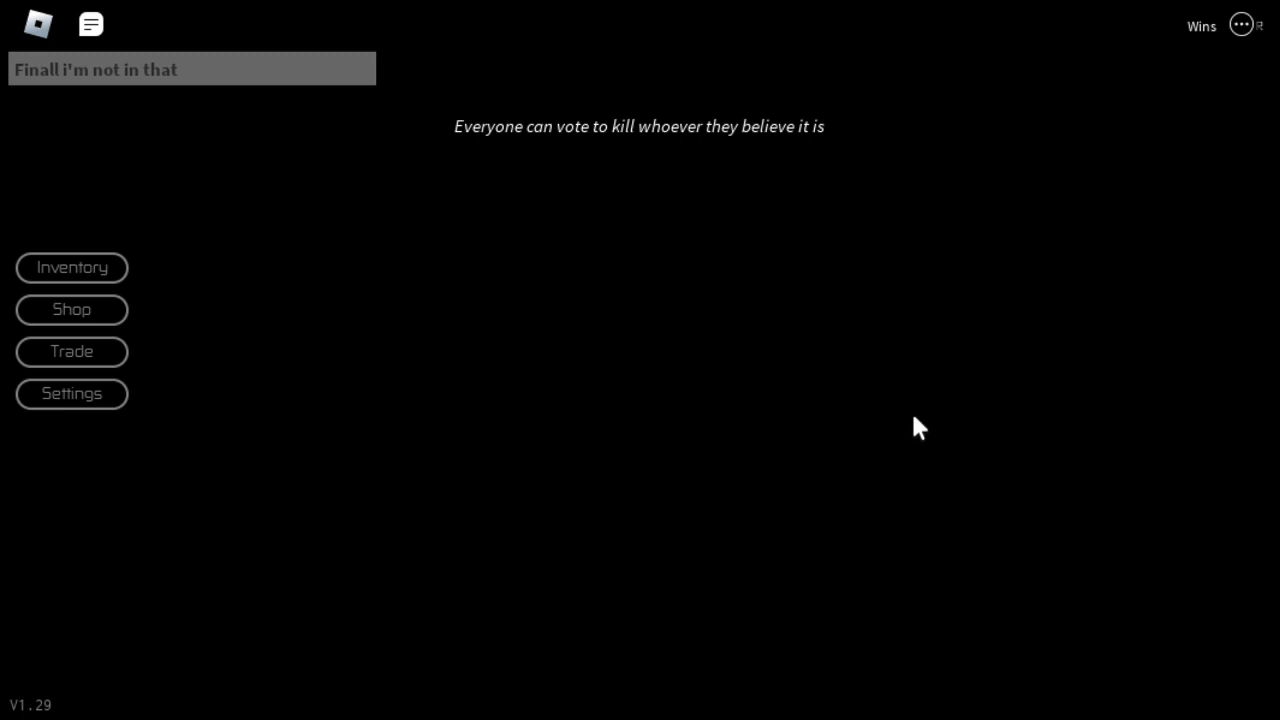 Wins
Finall i'm not in that
Everyone can vote to kill whoever they believe it is
Inventory
Shop
Trade
Settings
V1.29